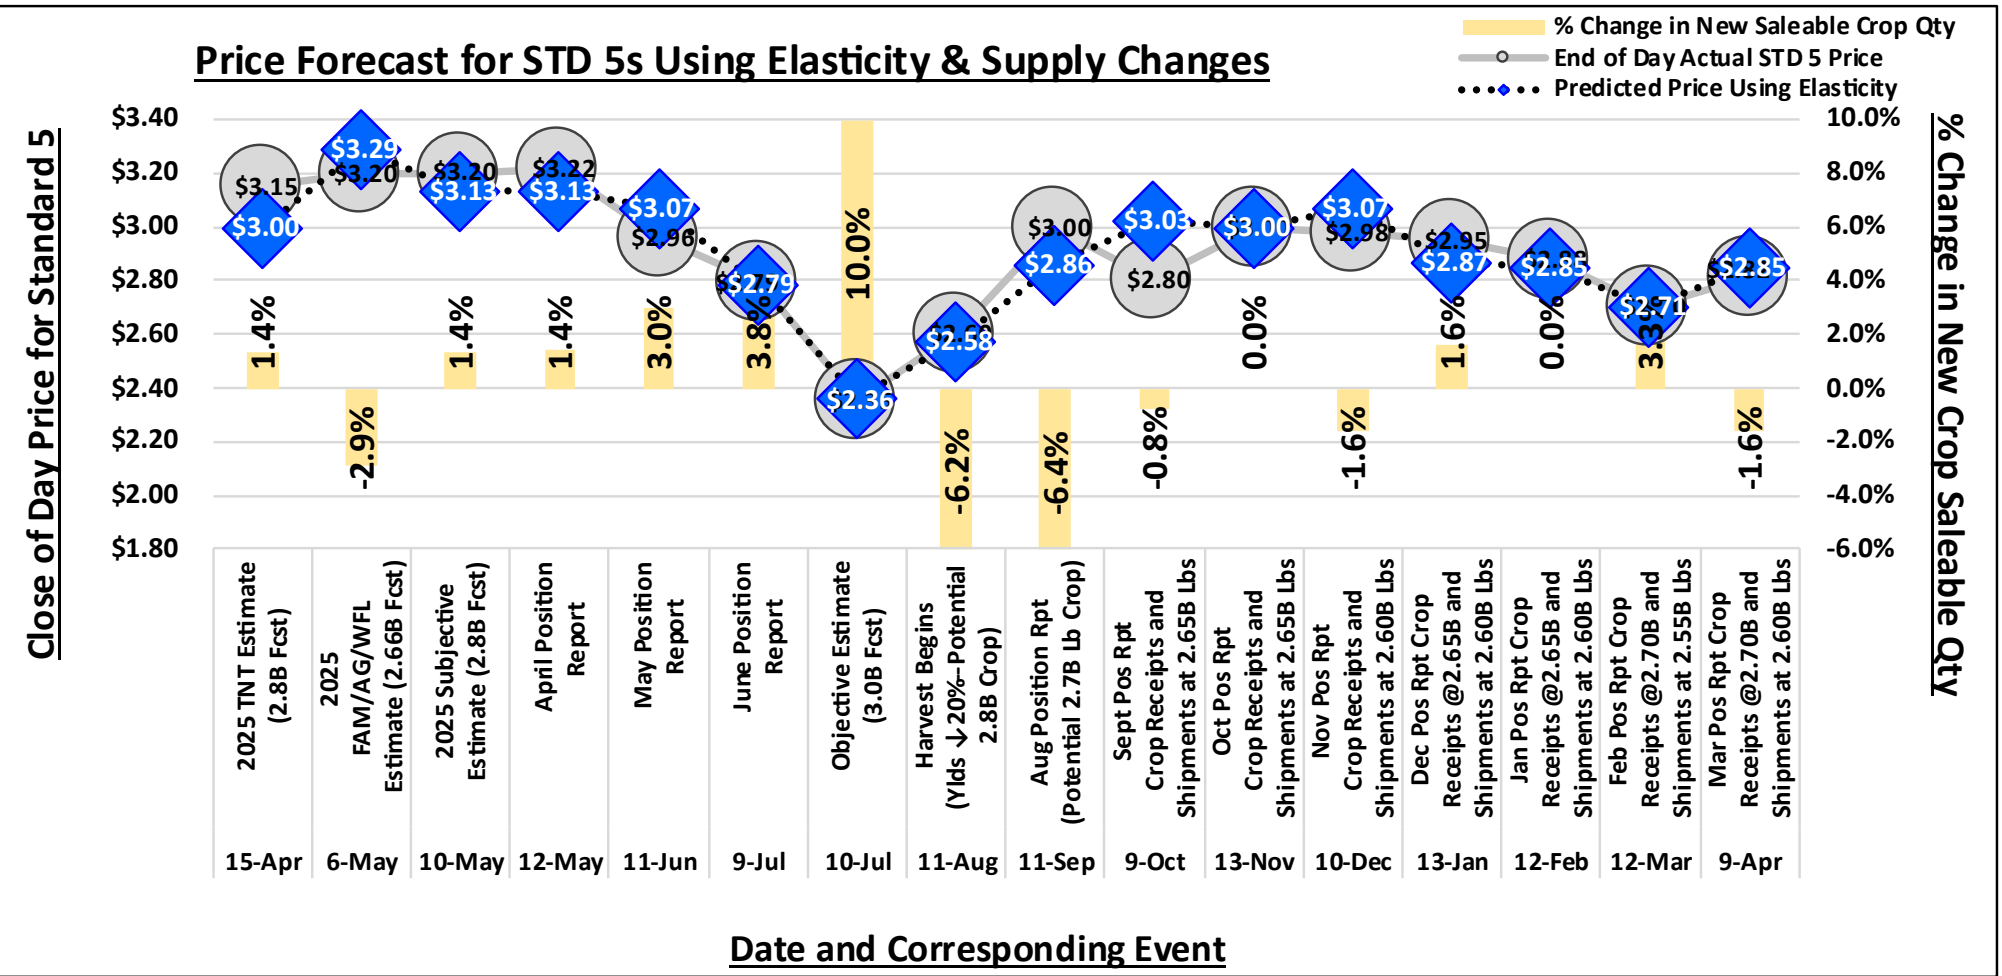 Price Forecast for STD 5s Using Elasticity & Supply Changes
% Change in New Saleable Crop Qty
End of Day Actual STD 5 Price
Predicted Price Using Elasticity
Close of Day Price for Standard 5
$3.40
$3.20
$3.00
$2.80
$2.60
$2.40
$2.20
$2.00
$1.80
10.0%
8.0%
6.0%
4.0%
2.0%
0.0%
-2.0%
-4.0%
-6.0%
% Change in New Crop Saleable Qty
$3.15
$3.20
$3.20
$3.22
$2.96
$3.00
$2.80
$2.98
$2.95
$3.00
$3.29
$3.13
$3.13
$3.07
$2.79
$2.36
$2.58
$2.86
$3.03
$3.00
$3.07
$2.87
$2.85
$2.71
$2.85
1.4%
-2.9%
1.4%
1.4%
3.0%
3.8%
10.0%
-6.2%
-6.4%
-0.8%
0.0%
-1.6%
1.6%
0.0%
-1.6%
2025 TNT Estimate
(2.8B Fcst)
2025
FAM/AG/WFL
Estimate (2.66B Fcst)
2025 Subjective
Estimate (2.8B Fcst)
April Position
Report
May Position
Report
June Position
Report
Objective Estimate
(3.0B Fcst)
Harvest Begins
(Ylds ↓20%--Potential
2.8B Crop)
Aug Position Rpt
(Potential 2.7B Lb Crop)
Sept Pos Rpt
Crop Receipts and
Shipments at 2.65B Lbs
Oct Pos Rpt
Crop Receipts and
Shipments at 2.65B Lbs
Nov Pos Rpt
Crop Receipts and
Shipments at 2.60B Lbs
Dec Pos Rpt Crop
Receipts @2.65B and
Shipments at 2.60B Lbs
Jan Pos Rpt Crop
Receipts @2.65B and
Shipments at 2.60B Lbs
Feb Pos Rpt Crop
Receipts @2.70B and
Shipments at 2.55B Lbs
Mar Pos Rpt Crop
Receipts @2.70B and
Shipments at 2.60B Lbs
15-Apr
6-May
10-May
12-May
11-Jun
9-Jul
10-Jul
11-Aug
11-Sep
9-Oct
13-Nov
10-Dec
13-Jan
12-Feb
12-Mar
9-Apr
Date and Corresponding Event